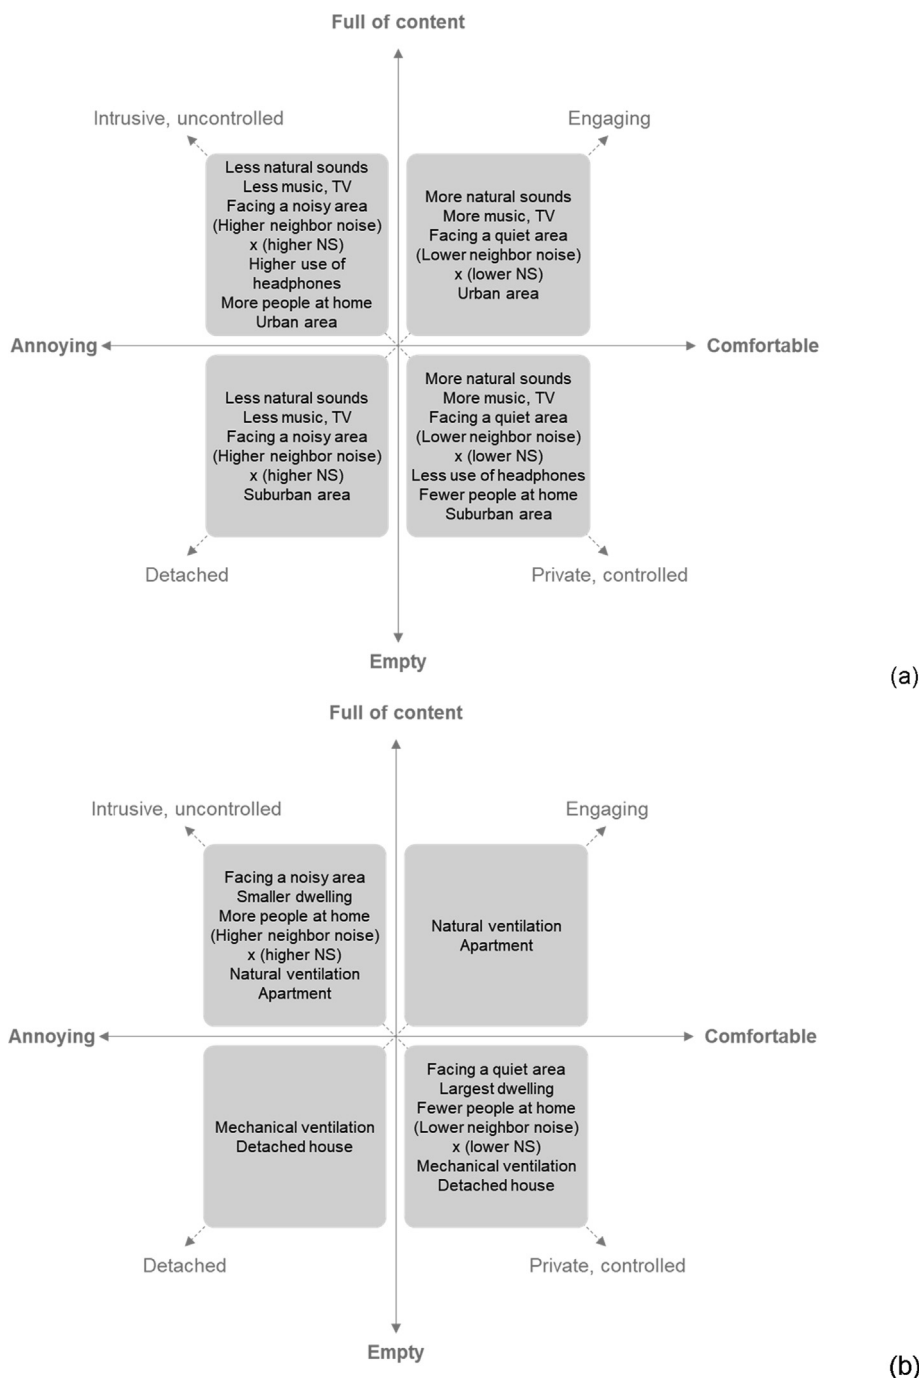 Full of content
Intrusive, uncontrolled
Engaging
Less natural sounds
Less music, TV
Facing a noisy area
(Higher neighbor noise)
x (higher NS)
Higher use of
headphones
More people at home
Urban area
More natural sounds
More music, TV
Facing a quiet area
(Lower neighbor noise)
x (lower NS)
Urban area
Annoying
Comfortable
Less natural sounds
Less music, TV
Facing a noisy area
(Higher neighbor noise)
x (higher NS)
Suburban area
More natural sounds
More music, TV
Facing a quiet area
(Lower neighbor noise)
x (lower NS)
Less use of headphones
Fewer people at home
Suburban area
Detached
Private, controlled
Empty
(a)
Full of content
Intrusive, uncontrolled
Engaging
Facing a noisy area
Smaller dwelling
More people at home
(Higher neighbor noise)
x (higher NS)
Natural ventilation
Apartment
Natural ventilation
Apartment
Annoying
Comfortable
Mechanical ventilation
Detached house
Facing a quiet area
Largest dwelling
Fewer people at home
(Lower neighbor noise)
x (lower NS)
Mechanical ventilation
Detached house
Detached
Private, controlled
Empty
(b)